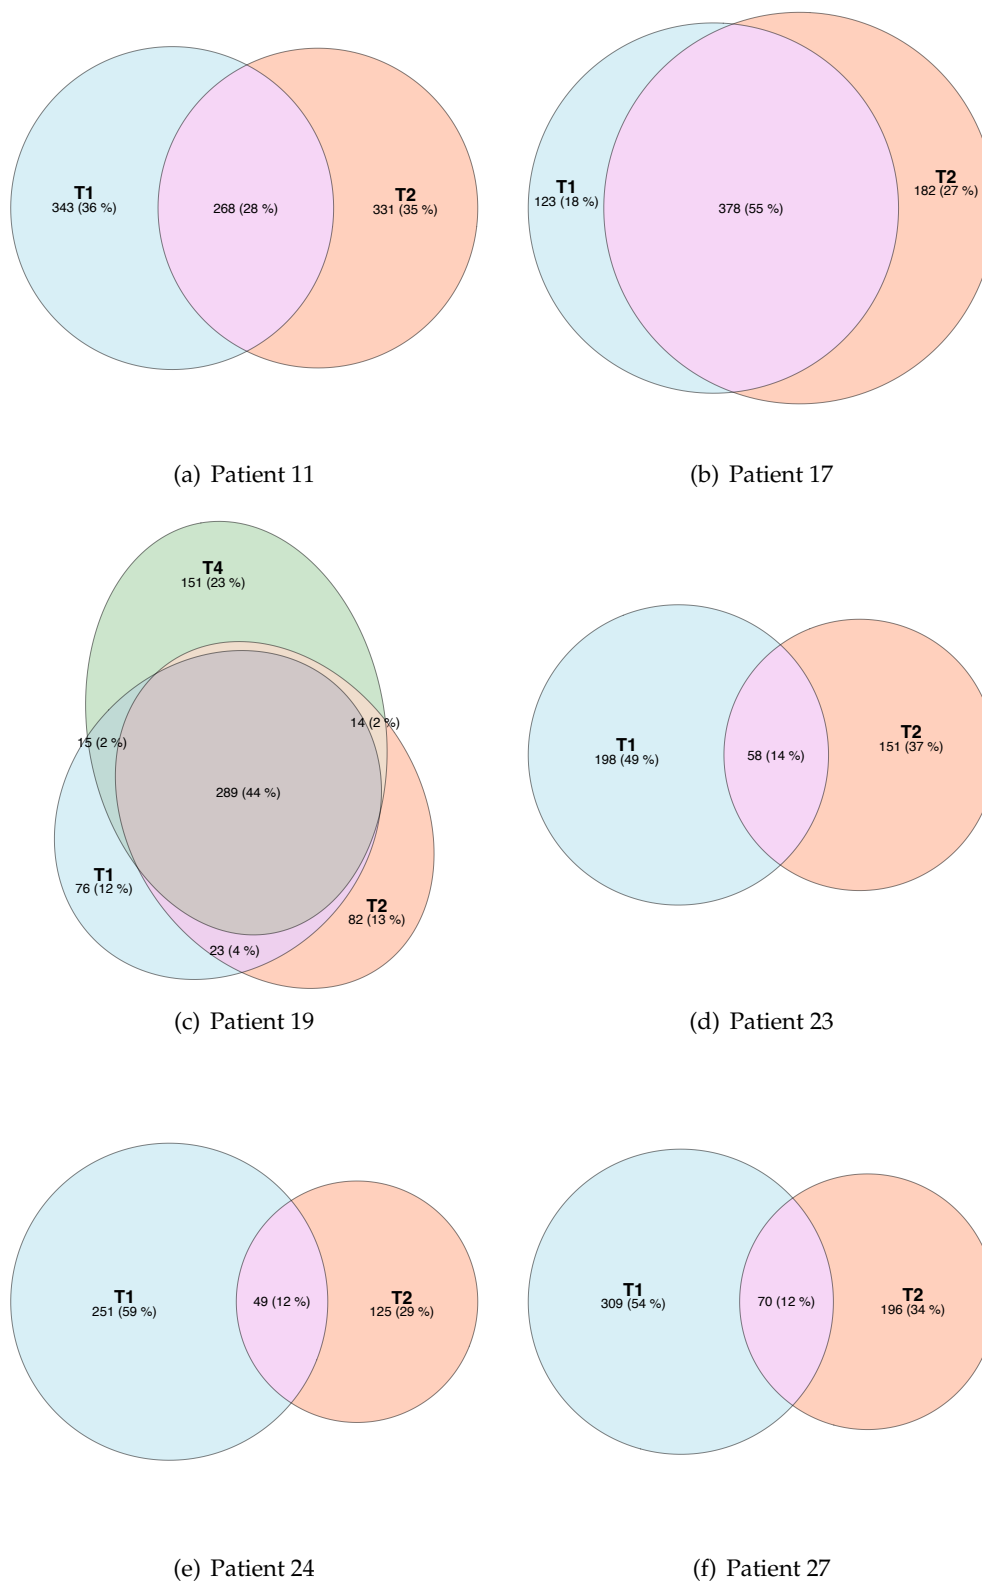 T1
343 (36 %)
268 (28 %)
T2
331 (35 %)
(a) Patient 11
T1
123 (18 %)
378 (55 %)
T2
182 (27 %)
(b) Patient 17
T4
151 (23 %)
14 (2 %)
15 (2 %)
289 (44 %)
T1
76 (12 %)
T2
82 (13 %)
23 (4 %)
(c) Patient 19
T1
198 (49 %)
58 (14 %)
T2
151 (37 %)
(d) Patient 23
T1
251 (59 %)
49 (12 %)
T2
125 (29 %)
(e) Patient 24
T1
309 (54 %)
70 (12 %)
T2
196 (34 %)
(f) Patient 27